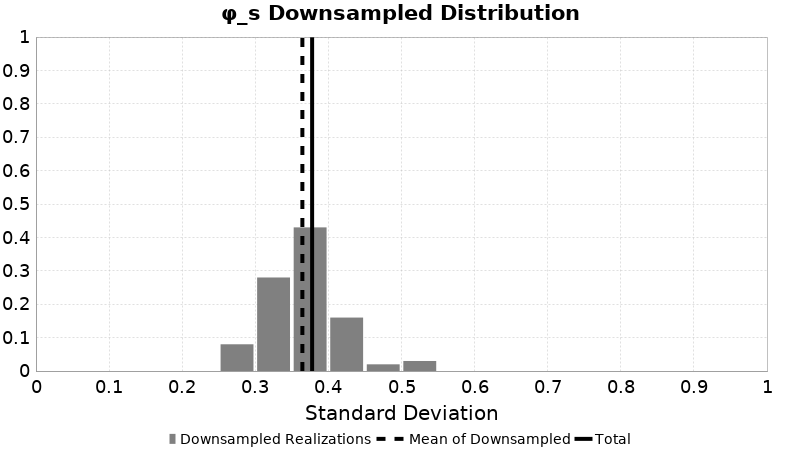 φ_s Downsampled Distribution
1
0.9
0.8
0.7
0.6
0.5
0.4
0.3
0.2
0.1
0
0 0.1 0.2 0.3 0.4 0.5 0.6 0.7 0.8 0.9 1
Standard Deviation
Downsampled Realizations Mean of Downsampled Total